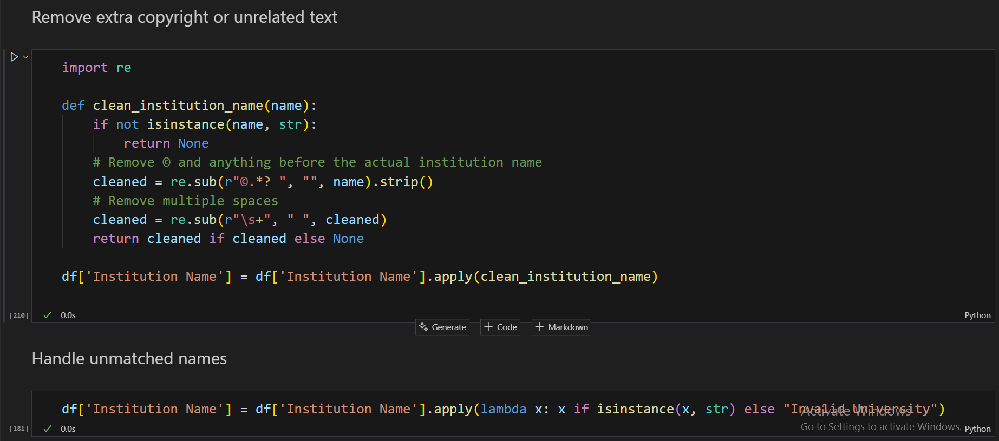 Remove extra copyright or unrelated text
import re
def clean_institution_name(name):
if not isinstance(name, str):
return None
# Remove © and anything before the actual institution name
cleaned = re.sub(r"©.*? ", "", name).strip()
# Remove multiple spaces
cleaned = re.sub(r"\s+", " ", cleaned)
return cleaned if cleaned else None
df['Institution Name'] = df['Institution Name'].apply(clean_institution_name)
[210] 0.0s Python
Generate + Code + Markdown
Handle unmatched names
df['Institution Name'] = df['Institution Name'].apply(lambda x: x if isinstance(x, str) else "Invalid University")
Activate Windows
Go to Settings to activate Windows.
[181] 0.0s Python